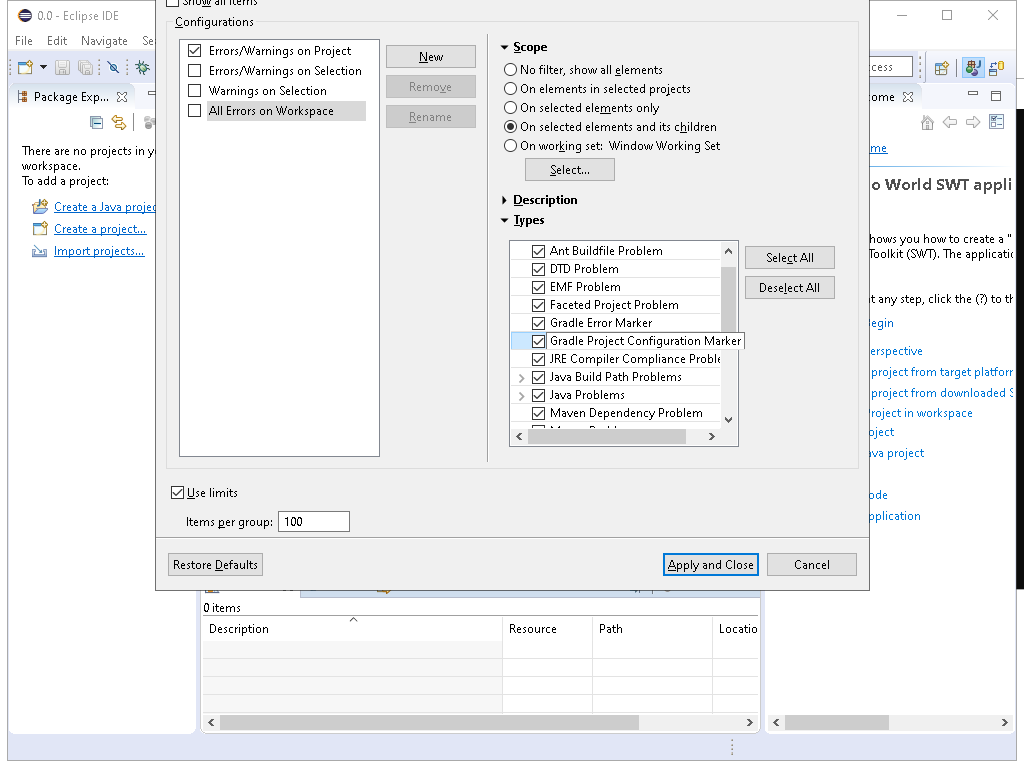 Show all items
0.0 - Eclipse IDE
File Edit Navigate Se
Configurations
Errors/Warnings on Project
Errors/Warnings on Selection
Warnings on Selection
All Errors on Workspace
New
Remove
Rename
Scope
No filter, show all elements
On elements in selected projects
On selected elements only
On selected elements and its children
On working set: Window Working Set
Select...
Description
Types
Ant Buildfile Problem
DTD Problem
EMF Problem
Faceted Project Problem
Gradle Error Marker
Gradle Project Configuration Marker
JRE Compiler Compliance Proble
Java Build Path Problems
Java Problems
Maven Dependency Problem
Select All
Deselect All
Use limits
Items per group: 100
Restore Defaults
Apply and Close
Cancel
Package Exp...
There are no projects in y
workspace.
To add a project:
Create a Java projec
Create a project...
Import projects...
cess
ome
me
o World SWT appli
hows you how to create a "
Toolkit (SWT). The applicatio
t any step, click the (?) to th
egin
erspective
project from target platform
project from downloaded S
roject in workspace
oject
va project
ode
pplication
0 items
Description Resource Path Locatio